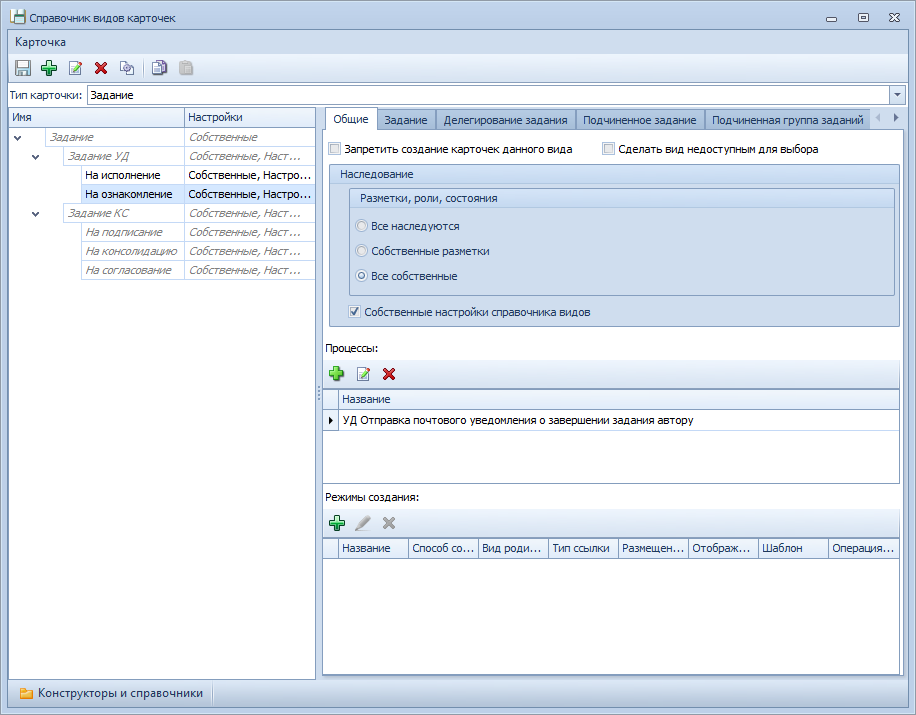 Справочник видов карточек
Карточка
Тип карточки: Задание
Имя Настройки
Задание Собственные
Задание УД Собственные, Наст...
На исполнение Собственные, Настро...
На ознакомление Собственные, Настро...
Задание КС Собственные, Наст...
На подписание Собственные, Наст...
На консолидацию Собственные, Наст...
На согласование Собственные, Наст...
Общие Задание Делегирование задания Подчиненное задание Подчиненная группа заданий
Запретить создание карточек данного вида Сделать вид недоступным для выбора
Наследование
Разметки, роли, состояния
Все наследуются
Собственные разметки
Все собственные
Собственные настройки справочника видов
Процессы:
Название
УД Отправка почтового уведомления о завершении задания автору
Режимы создания:
Название Способ со... Вид роди... Тип ссылки Размещен... Отображ... Шаблон Операция...
Конструкторы и справочники